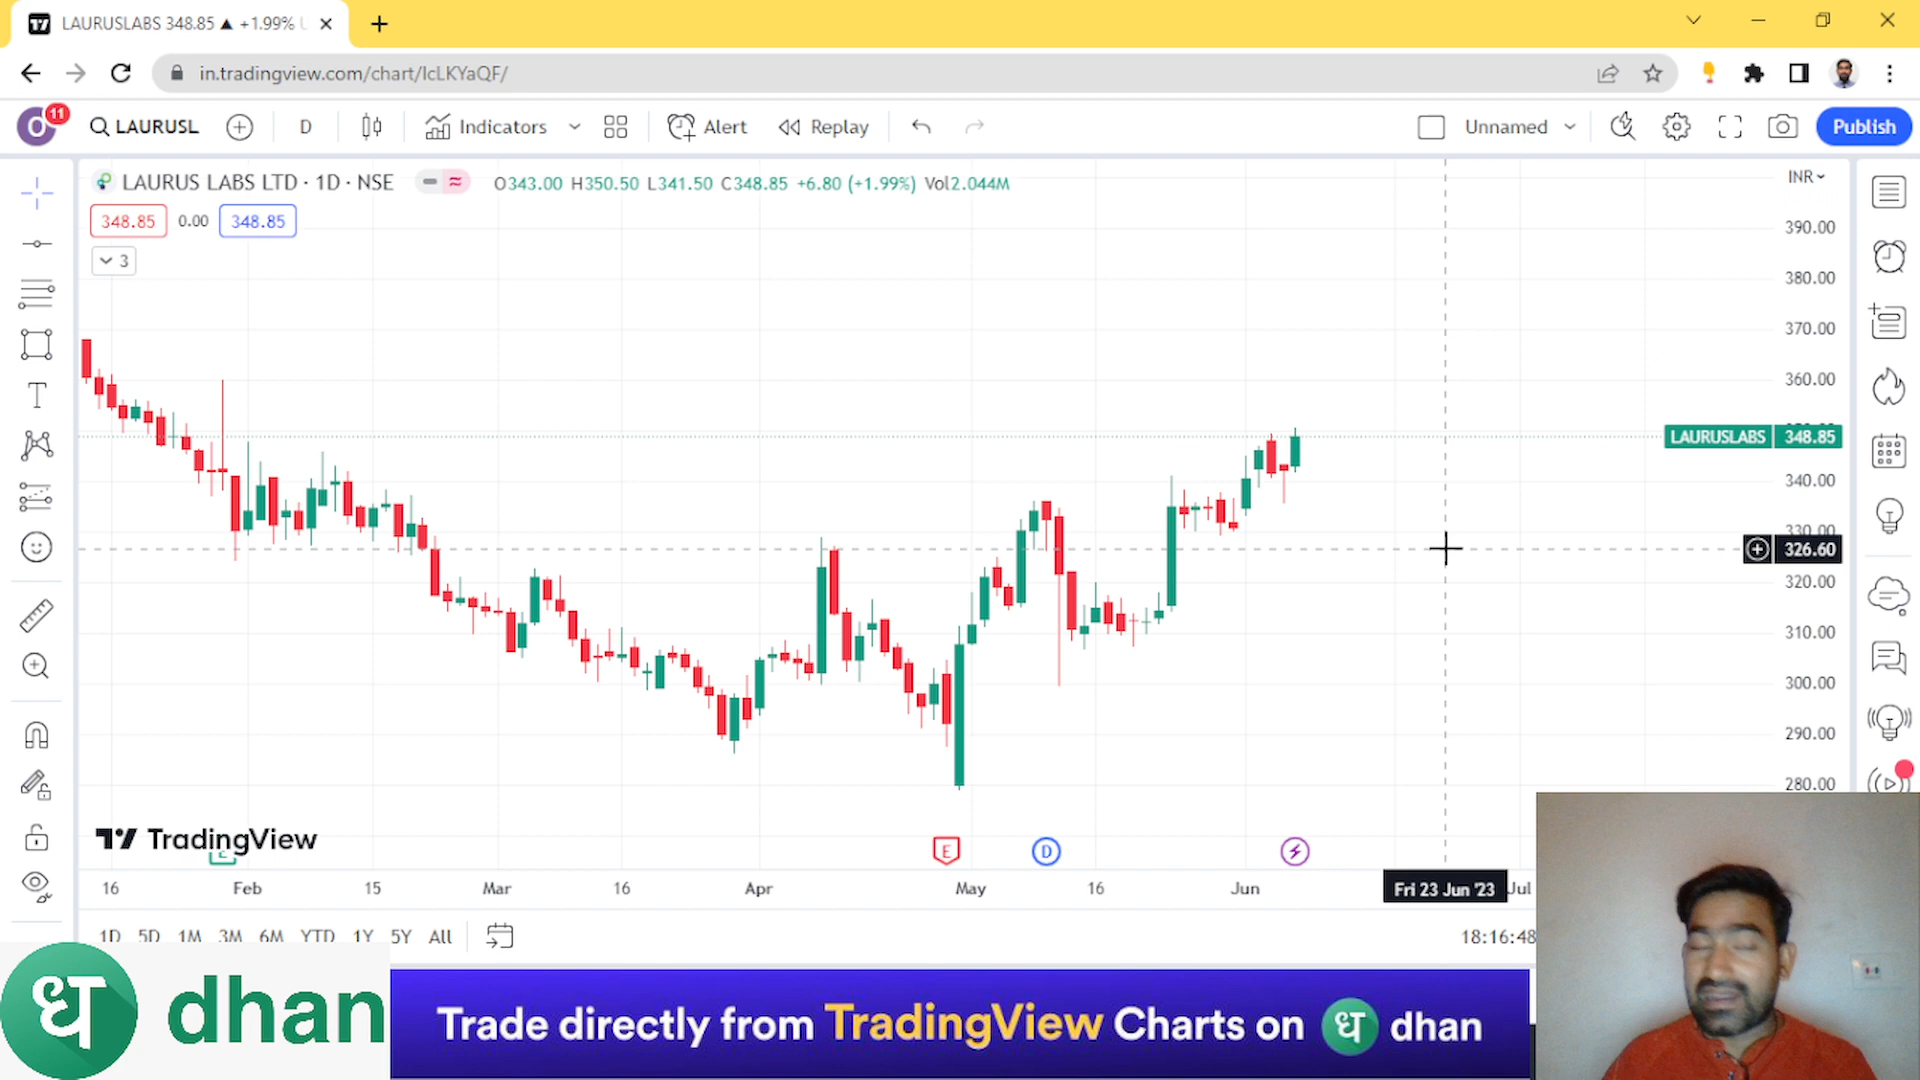 LAURUSLABS 348.85 ▲ +1.99%
in.tradingview.com/chart/IcLKYaQF/
O 11 LAURUSL D Indicators Alert Replay Unnamed Publish
LAURUS LABS LTD · 1D · NSE O343.00 H350.50 L341.50 C348.85 +6.80 (+1.99%) Vol2.044M
INR
348.85 0.00 348.85
3
390.00
380.00
370.00
360.00
LAURUSLABS 348.85
340.00
330.00
326.60
320.00
310.00
300.00
290.00
280.00
TradingView
E D
16 Feb 15 Mar 16 Apr May 16 Jun Fri 23 Jun '23 Jul
1D 5D 1M 3M 6M YTD 1Y 5Y All
18:16:48
ध dhan
Trade directly from TradingView Charts on ध dhan